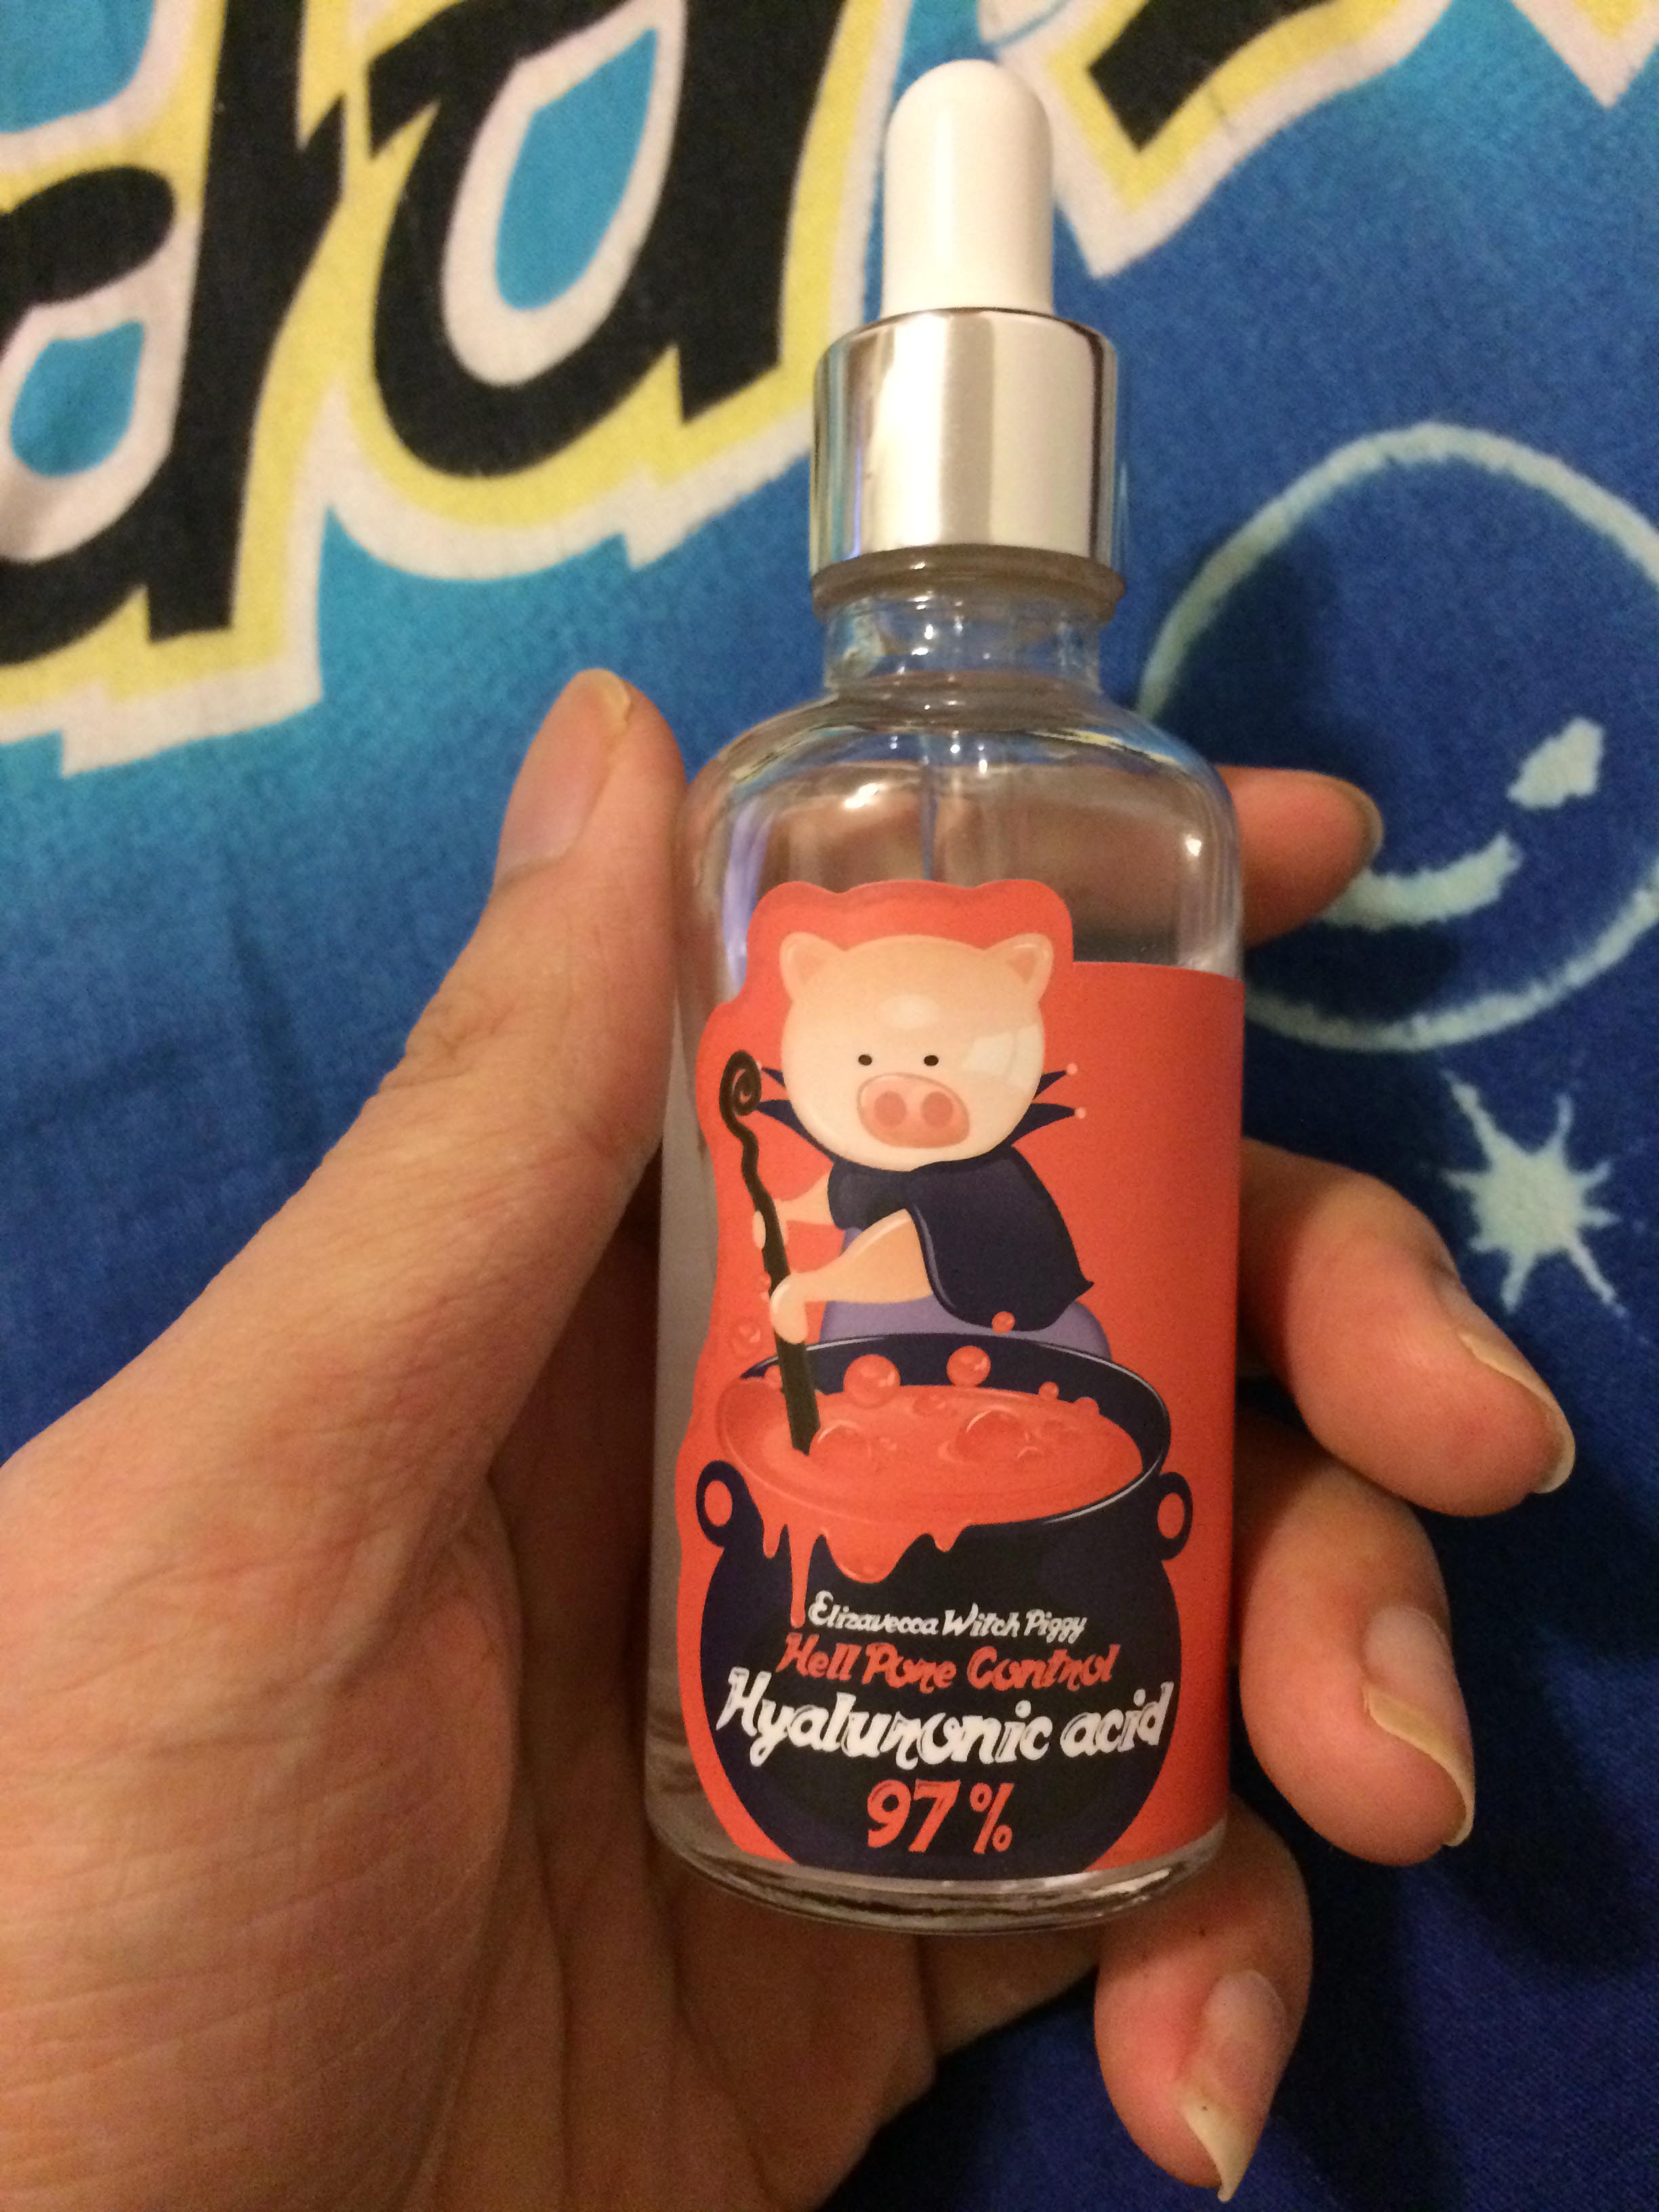 Elizavecca Witch Piggy
Hell Pore Control
Hyaluronic acid
97%